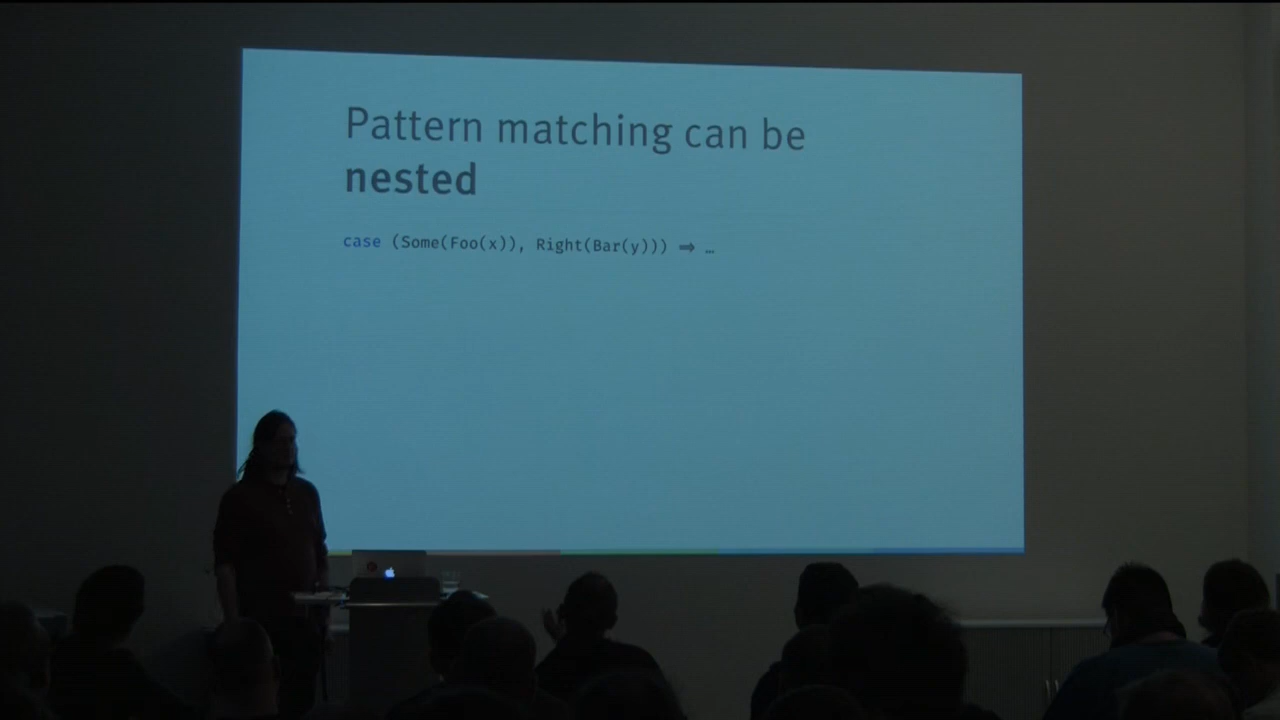 Pattern matching can be
nested
case (Some(Foo(x)), Right(Bar(y))) ⇒ …